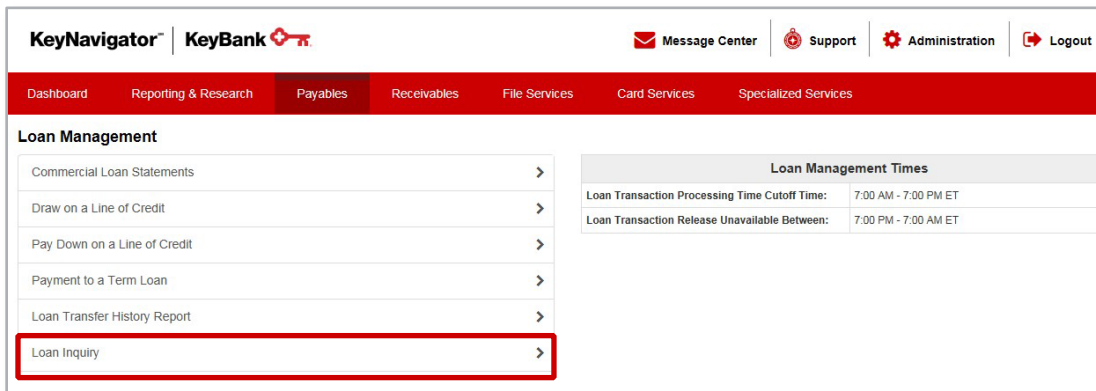 KeyNavigator℠ | KeyBank
Message Center
Support
Administration
Logout
Dashboard
Reporting & Research
Payables
Receivables
File Services
Card Services
Specialized Services
Loan Management
Commercial Loan Statements
Draw on a Line of Credit
Pay Down on a Line of Credit
Payment to a Term Loan
Loan Transfer History Report
Loan Inquiry
Loan Management Times
Loan Transaction Processing Time Cutoff Time: 7:00 AM - 7:00 PM ET
Loan Transaction Release Unavailable Between: 7:00 PM - 7:00 AM ET